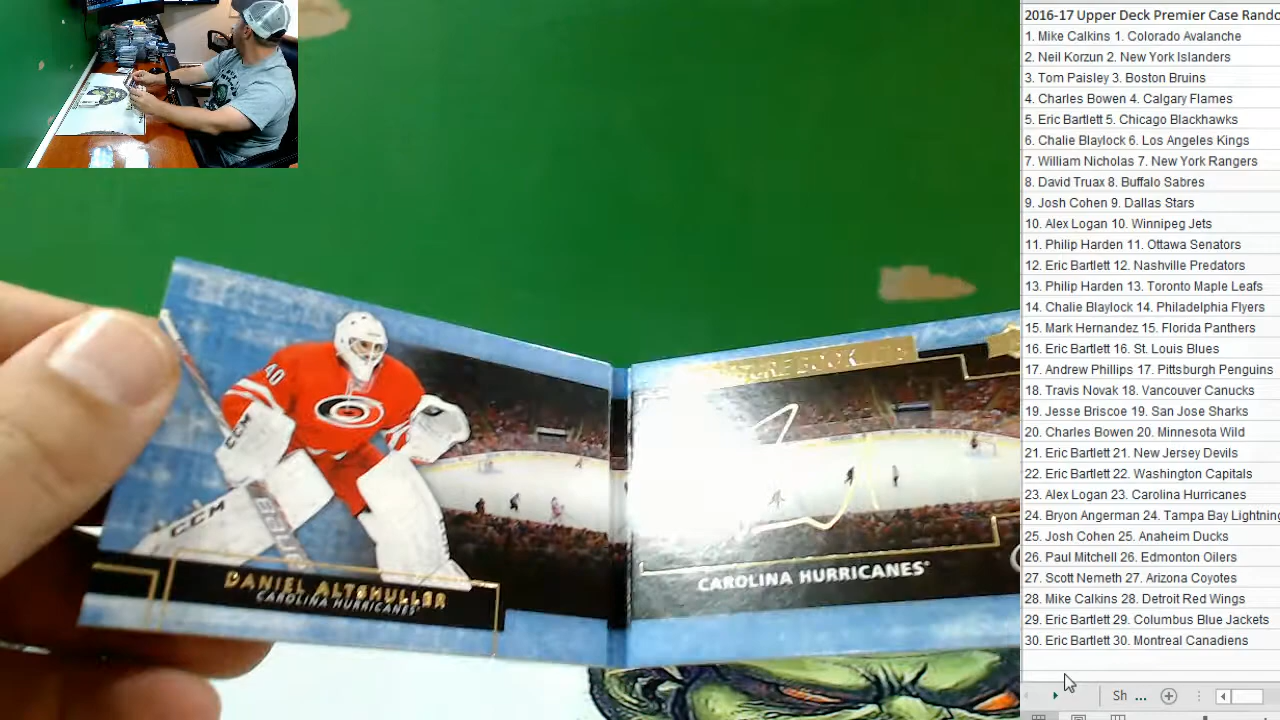 2016-17 Upper Deck Premier Case Rando
1. Mike Calkins 1. Colorado Avalanche
2. Neil Korzun 2. New York Islanders
3. Tom Paisley 3. Boston Bruins
4. Charles Bowen 4. Calgary Flames
5. Eric Bartlett 5. Chicago Blackhawks
6. Chalie Blaylock 6. Los Angeles Kings
7. William Nicholas 7. New York Rangers
8. David Truax 8. Buffalo Sabres
9. Josh Cohen 9. Dallas Stars
10. Alex Logan 10. Winnipeg Jets
11. Philip Harden 11. Ottawa Senators
12. Eric Bartlett 12. Nashville Predators
13. Philip Harden 13. Toronto Maple Leafs
14. Chalie Blaylock 14. Philadelphia Flyers
15. Mark Hernandez 15. Florida Panthers
16. Eric Bartlett 16. St. Louis Blues
17. Andrew Phillips 17. Pittsburgh Penguins
18. Travis Novak 18. Vancouver Canucks
19. Jesse Briscoe 19. San Jose Sharks
20. Charles Bowen 20. Minnesota Wild
21. Eric Bartlett 21. New Jersey Devils
22. Eric Bartlett 22. Washington Capitals
23. Alex Logan 23. Carolina Hurricanes
24. Bryon Angerman 24. Tampa Bay Lightning
25. Josh Cohen 25. Anaheim Ducks
26. Paul Mitchell 26. Edmonton Oilers
27. Scott Nemeth 27. Arizona Coyotes
28. Mike Calkins 28. Detroit Red Wings
29. Eric Bartlett 29. Columbus Blue Jackets
30. Eric Bartlett 30. Montreal Canadiens
Sh ...
40
CCM
CCM
DANIEL ALTSHULLER
CAROLINA HURRICANES
CAROLINA HURRICANES